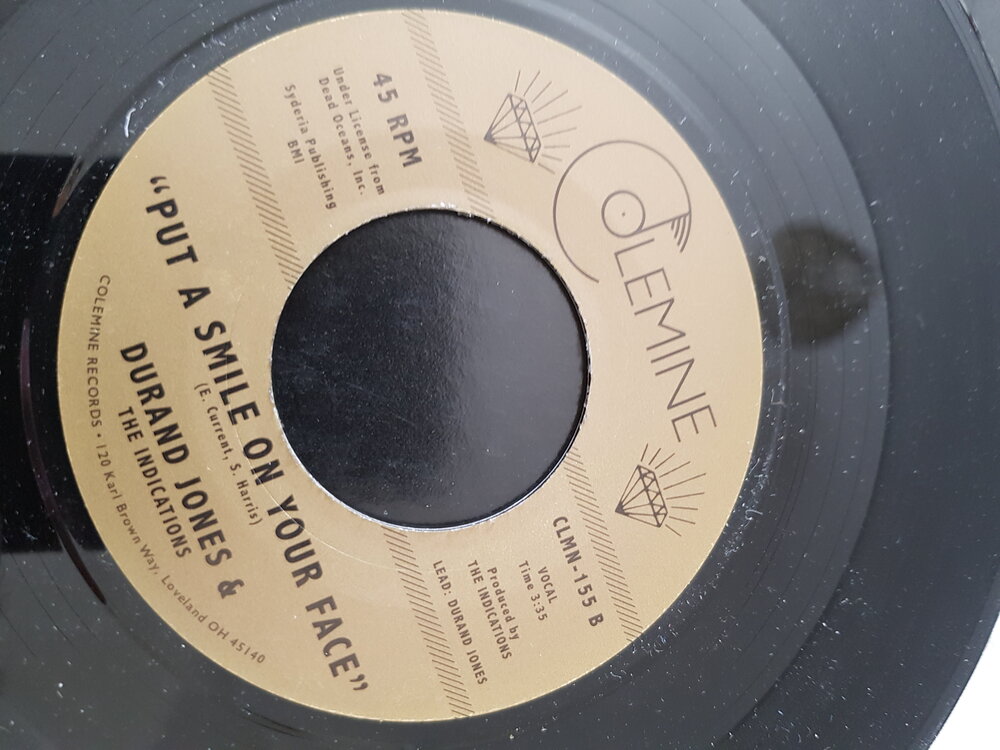 COLEMINE
45 RPM
Under License from
Dead Oceans, Inc.
Syderia Publishing
BMI
CLMN-155 B
VOCAL
Time 3:35
Produced by
THE INDICATIONS
LEAD: DURAND JONES
“PUT A SMILE ON YOUR FACE”
(E. Current, S. Harris)
DURAND JONES &
THE INDICATIONS
COLEMINE RECORDS • 120 Karl Brown Way, Loveland OH 45140